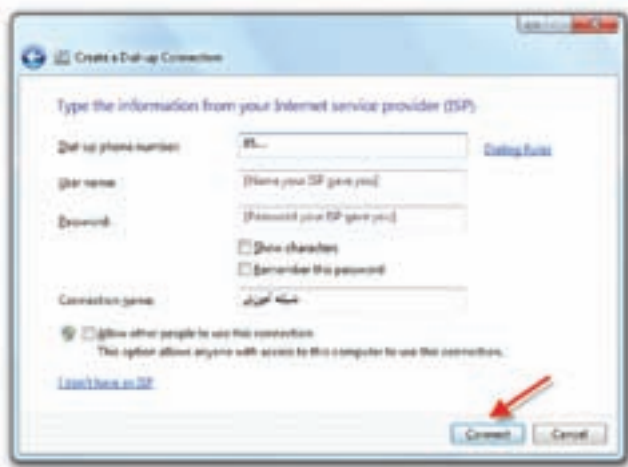 Create a Dial-up Connection
Type the information from your Internet service provider (ISP)
Dial-up phone number:
Dialing Rules
User name: [Name your ISP gave you]
Password: [Password your ISP gave you]
Show characters
Remember this password
Connection name: شبکه
Allow other people to use this connection
This option allows anyone with access to this computer to use this connection.
I don't have an ISP
Connect Cancel